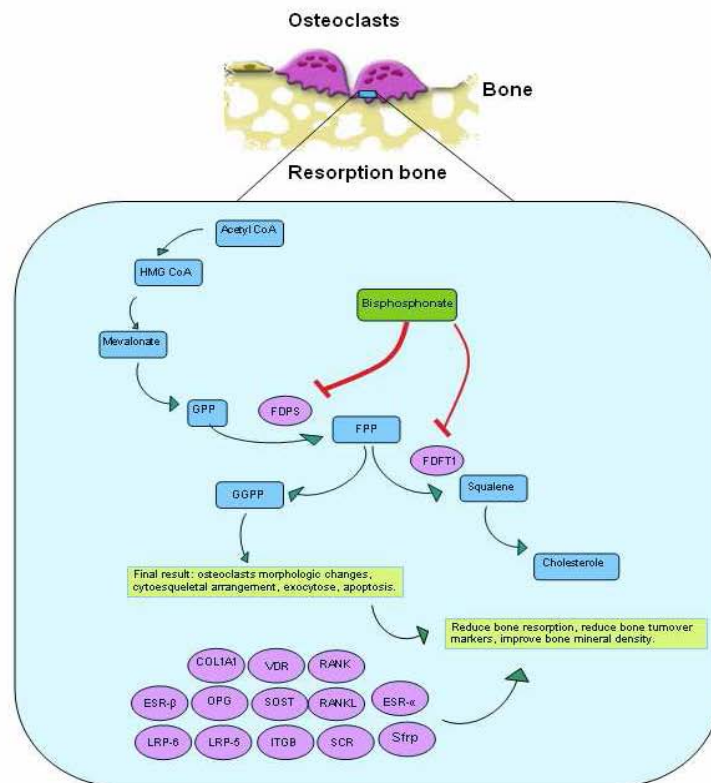 Osteoclasts
Bone
Resorption bone
Acetyl CoA
HMG CoA
Bisphosphonate
Mevalonate
GPP
FDPS
FPP
FDFT1
GGPP
Squalene
Cholesterole
Final result: osteoclasts morphologic changes,
cytoesqueletal arrangement, exocytose, apoptosis.
Reduce bone resorption, reduce bone turnover
markers, improve bone mineral density.
COL1A1
VDR
RANK
ESR-β
OPG
SOST
RANKL
ESR-α
LRP-6
LRP-5
ITGB
SCR
Sfrp